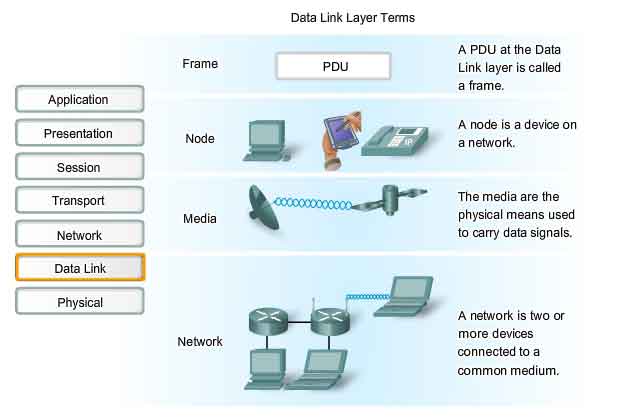 Data Link Layer Terms
Frame
PDU
A PDU at the Data
Link layer is called
a frame.
Application
Presentation
Session
Transport
Network
Data Link
Physical
Node
IP
A node is a device on
a network.
Media
The media are the
physical means used
to carry data signals.
Network
A network is two or
more devices
connected to a
common medium.